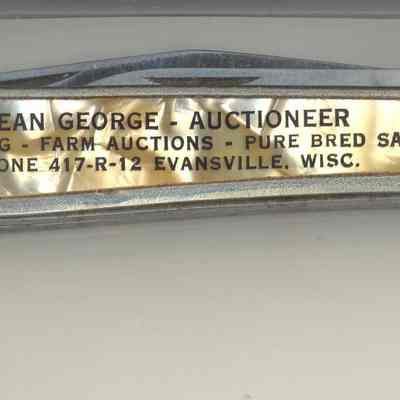 EAN GEORGE - AUCTIONEER
G - FARM AUCTIONS - PURE BRED SA
ONE 417-R-12 EVANSVILLE, WISC.